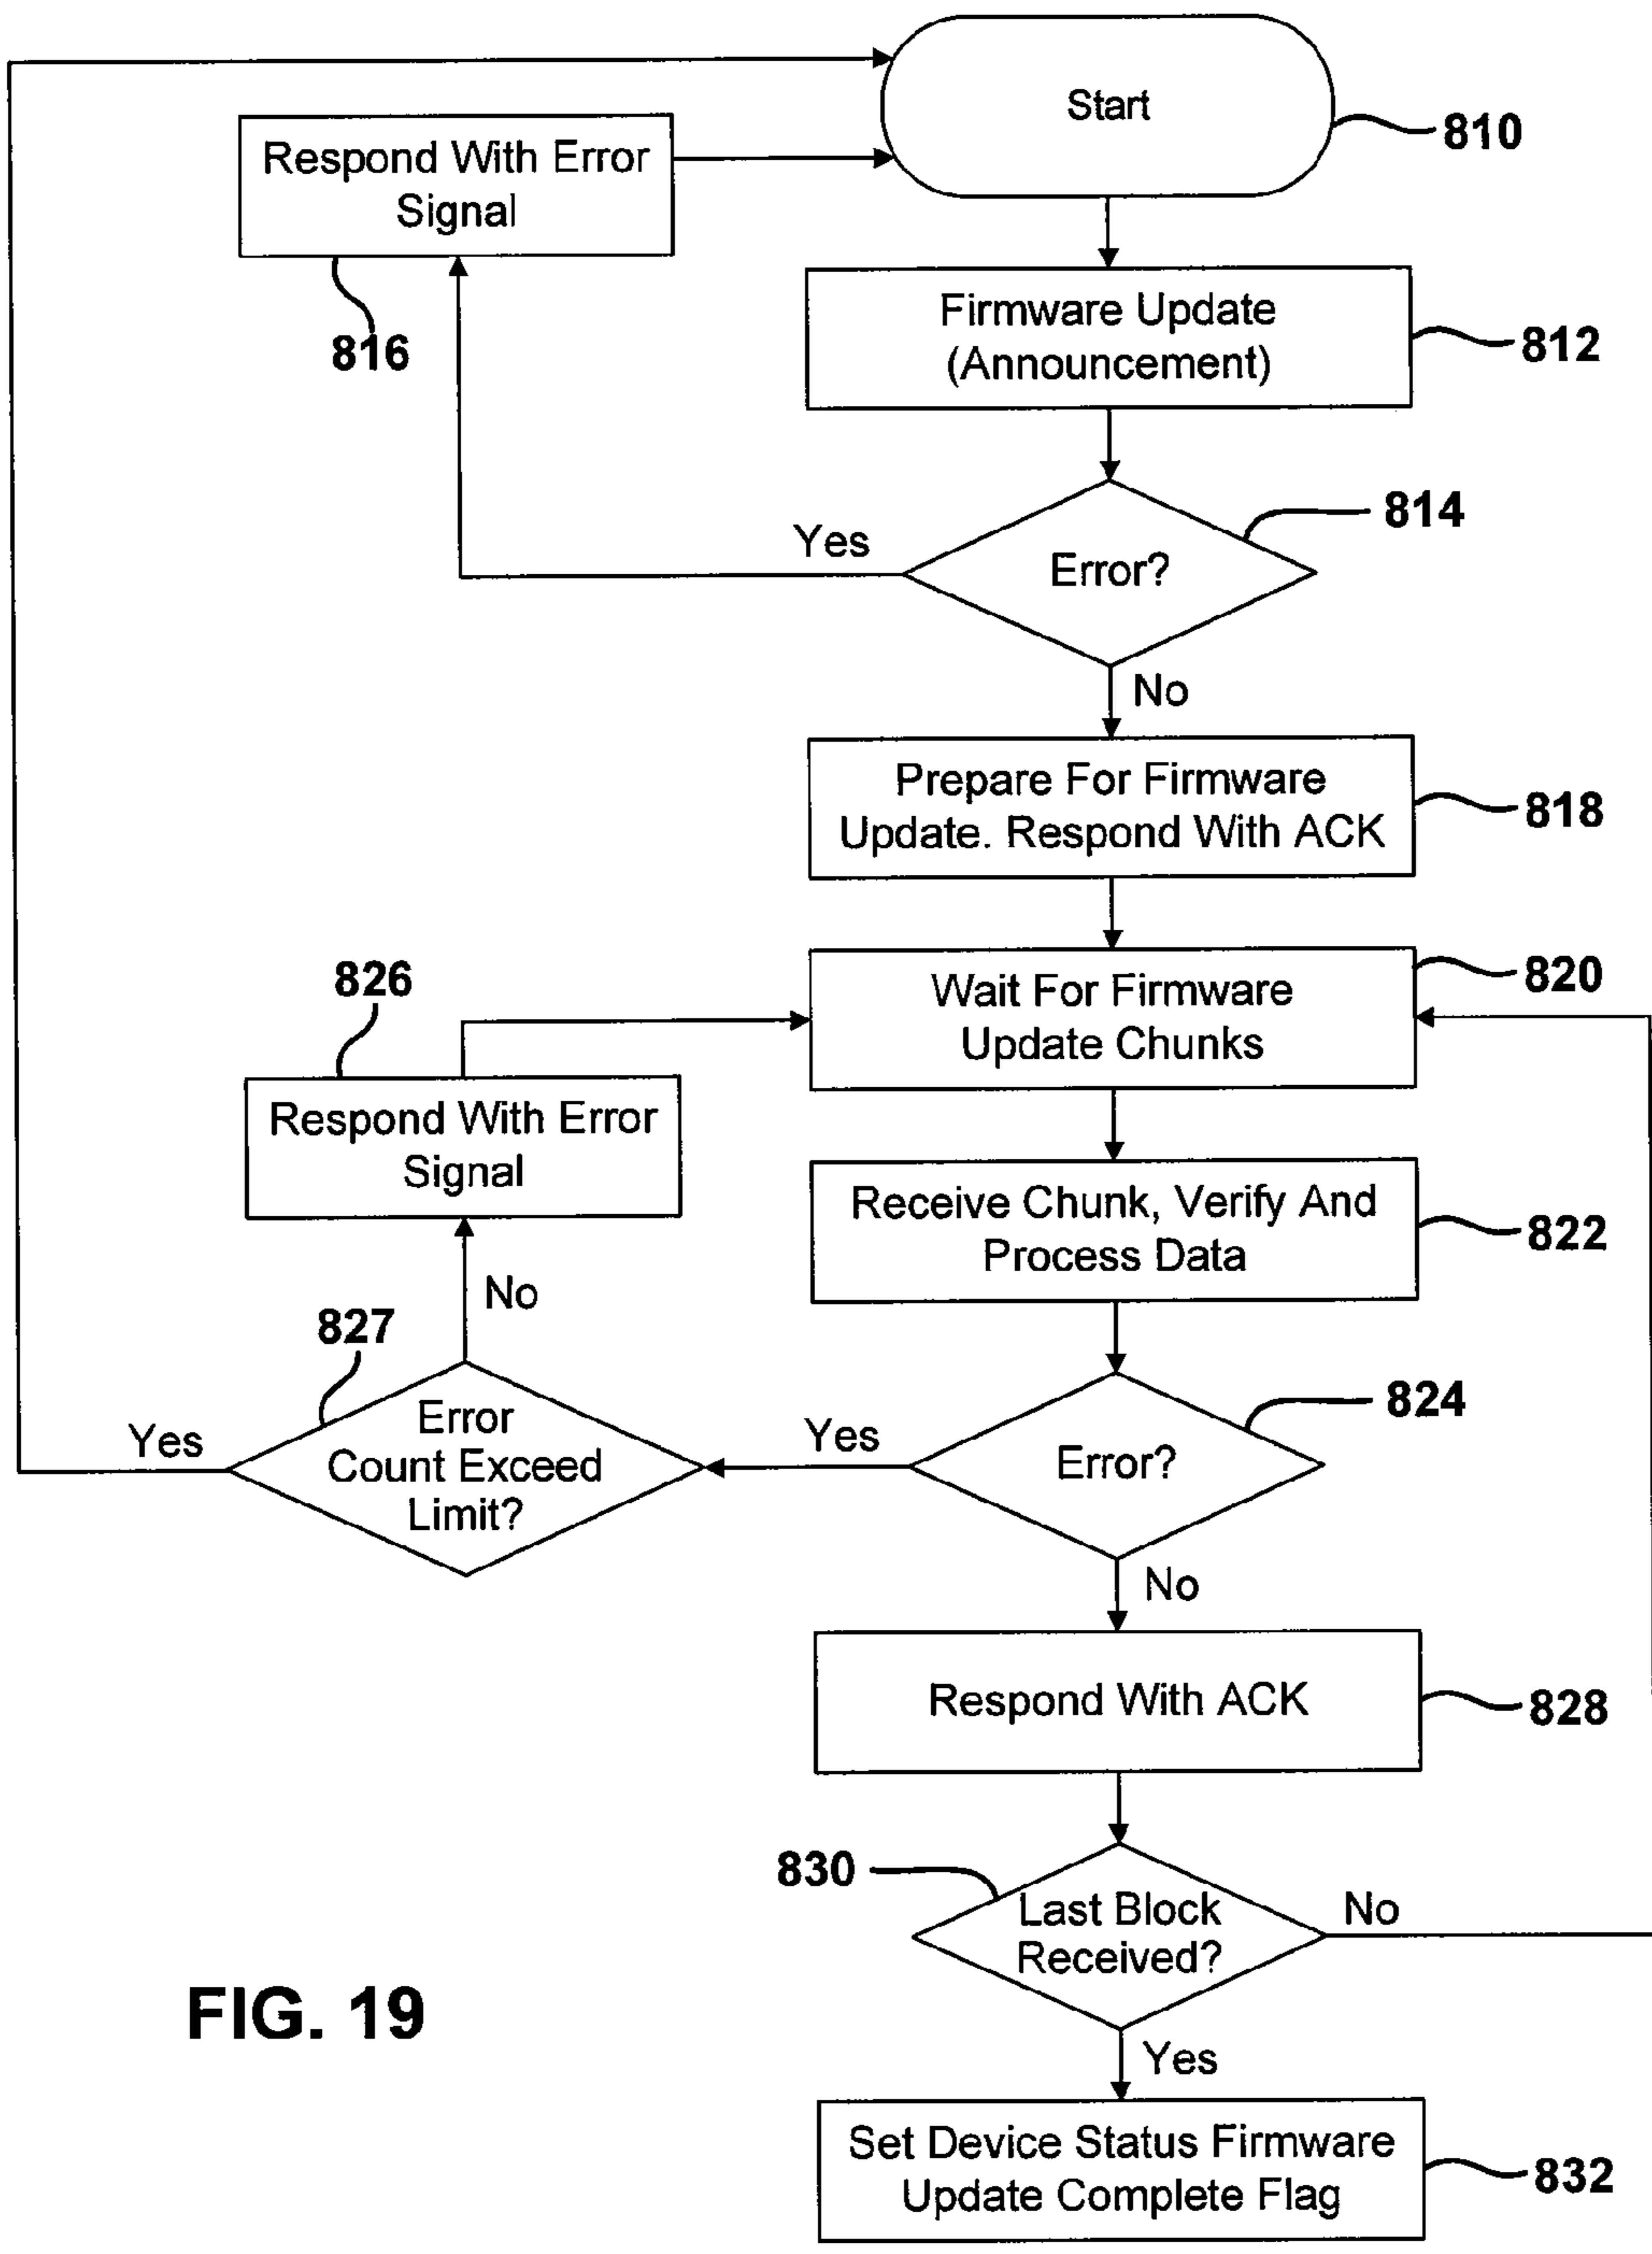 Start
810
Respond With Error
Signal
816
Firmware Update
(Announcement)
812
814
Yes
Error?
No
Prepare For Firmware
Update. Respond With ACK
818
826
Wait For Firmware
Update Chunks
820
Respond With Error
Signal
Receive Chunk, Verify And
Process Data
822
No
827
Error
Count Exceed
Limit?
Yes
Yes
Error?
824
No
Respond With ACK
828
830
Last Block
Received?
No
FIG. 19
Yes
Set Device Status Firmware
Update Complete Flag
832